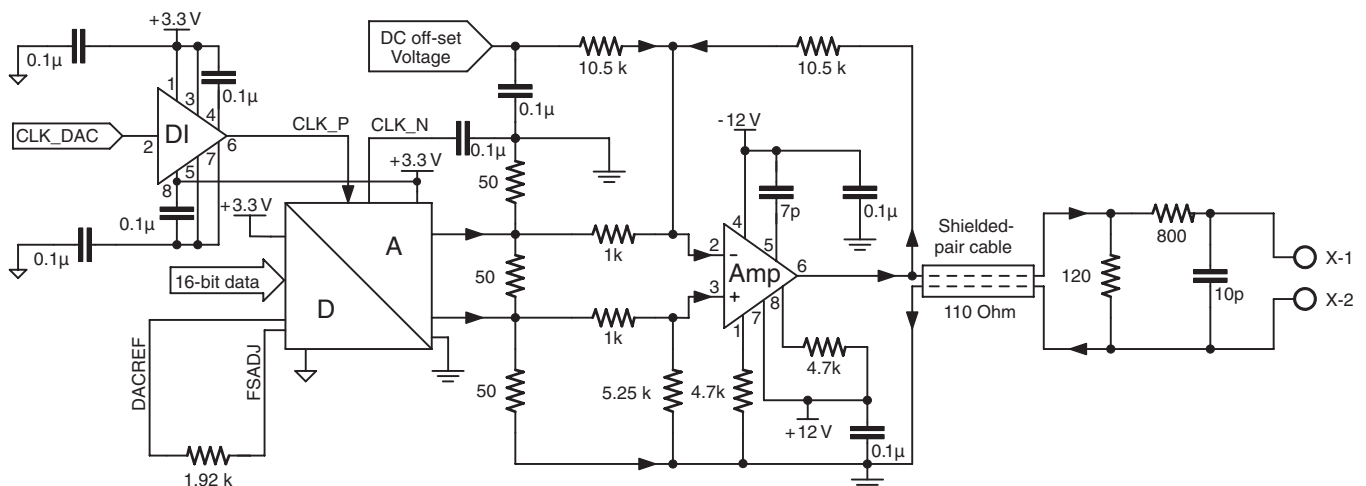 +3.3 V
0.1µ
1
3
4
0.1µ
CLK_DAC
2
DI
6
5
7
8
0.1µ
0.1µ
CLK_P
CLK_N
DC off-set
Voltage
10.5 k
10.5 k
0.1µ
0.1µ
+3.3 V
+3.3 V
50
50
50
A
D
16-bit data
DACREF
FSADJ
1.92 k
1k
1k
5.25 k
4.7k
-12 V
7p
0.1µ
4
5
2
-
Amp
6
3
+
1
7
8
4.7k
+12 V
0.1µ
Shielded-
pair cable
110 Ohm
120
800
10p
X-1
X-2